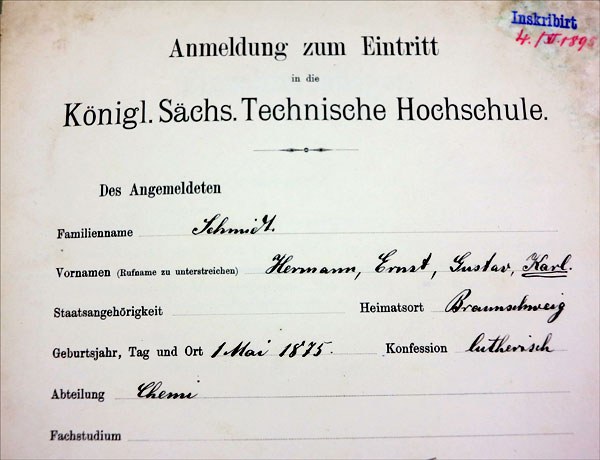 Inskribirt
4./V. 1895
Anmeldung zum Eintritt
in die
Königl. Sächs. Technische Hochschule.
Des Angemeldeten
Familienname Schmidt.
Vornamen (Rufname zu unterstreichen) Hermann, Ernst, Gustav, Karl.
Staatsangehörigkeit Heimatsort Braunschweig
Geburtsjahr, Tag und Ort 1 Mai 1875. Konfession lutherisch
Abteilung Chemie
Fachstudium